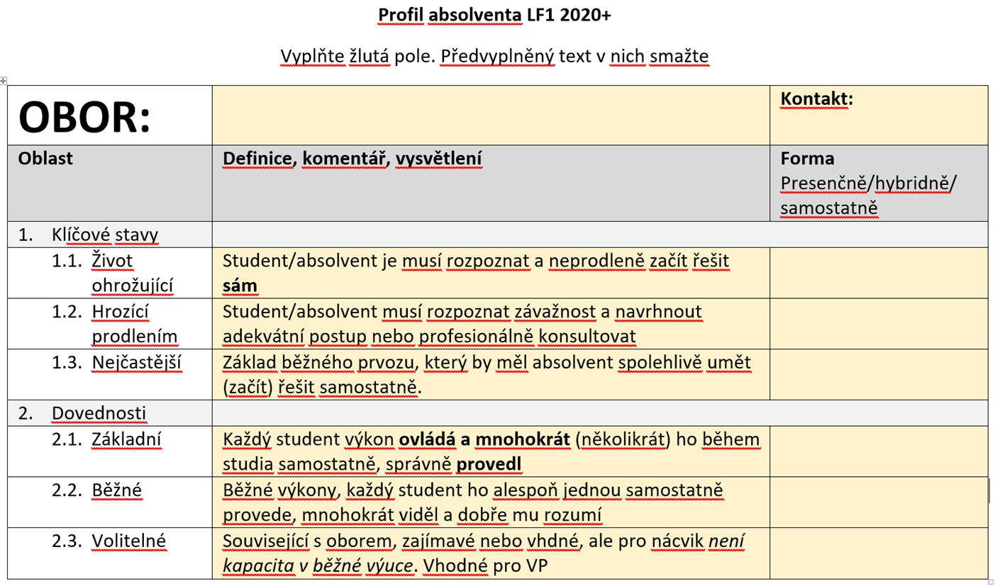 Profil absolventa LF1 2020+
Vyplňte žlutá pole. Předvyplněný text v nich smažte
OBOR:
Kontakt:
Oblast
Definice, komentář, vysvětlení
Forma
Presenčně/hybridně/
samostatně
1. Klíčové stavy
1.1. Život
ohrožující
Student/absolvent je musí rozpoznat a neprodleně začít řešit
sám
1.2. Hrozící
prodlením
Student/absolvent musí rozpoznat závažnost a navrhnout
adekvátní postup nebo profesionálně konsultovat
1.3. Nejčastější
Základ běžného prvozu, který by měl absolvent spolehlivě umět
(začít) řešit samostatně.
2. Dovednosti
2.1. Základní
Každý student výkon ovládá a mnohokrát (několikrát) ho během
studia samostatně, správně provedl
2.2. Běžné
Běžné výkony, každý student ho alespoň jednou samostatně
provede, mnohokrát viděl a dobře mu rozumí
2.3. Volitelné
Související s oborem, zajímavé nebo vhdné, ale pro nácvik není
kapacita v běžné výuce. Vhodné pro VP